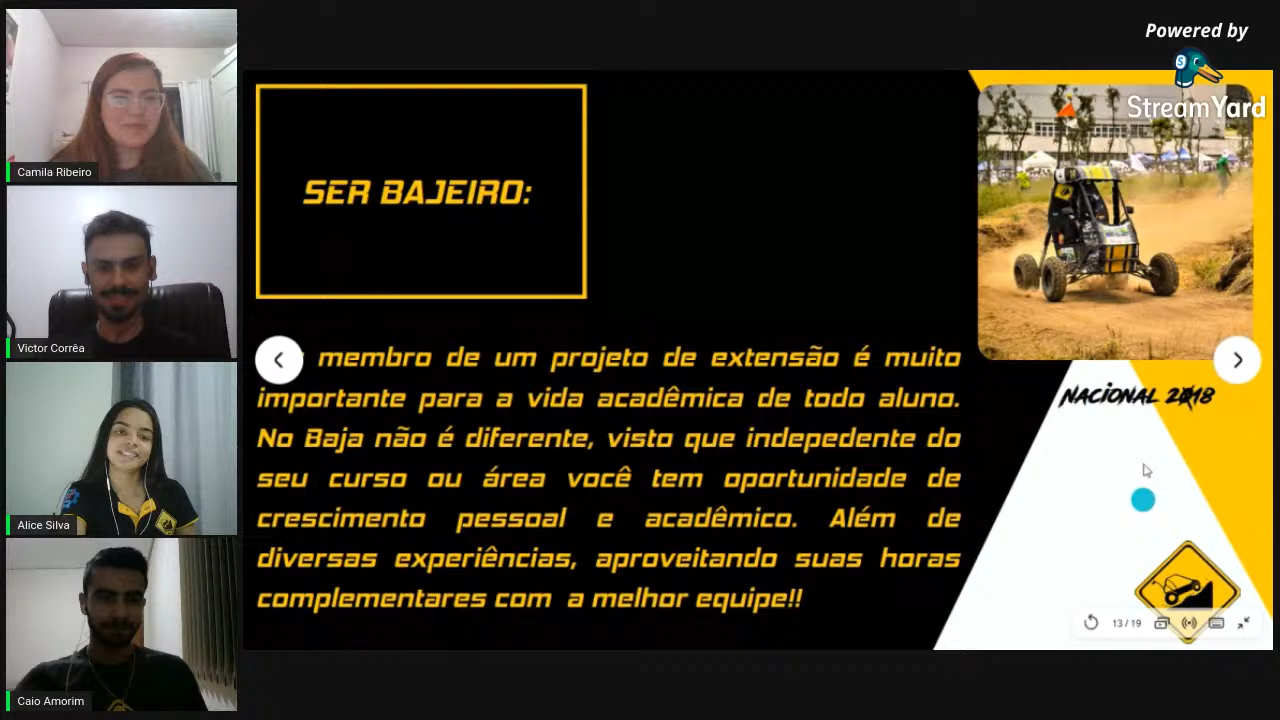 Powered by
StreamYard
Camila Ribeiro
Victor Corrêa
Alice Silva
Caio Amorim
SER BAJEIRO:
membro de um projeto de extensão é muito
importante para a vida acadêmica de todo aluno.
No Baja não é diferente, visto que indepedente do
seu curso ou área você tem oportunidade de
crescimento pessoal e acadêmico. Além de
diversas experiências, aproveitando suas horas
complementares com a melhor equipe!!
NACIONAL 2018
13/19